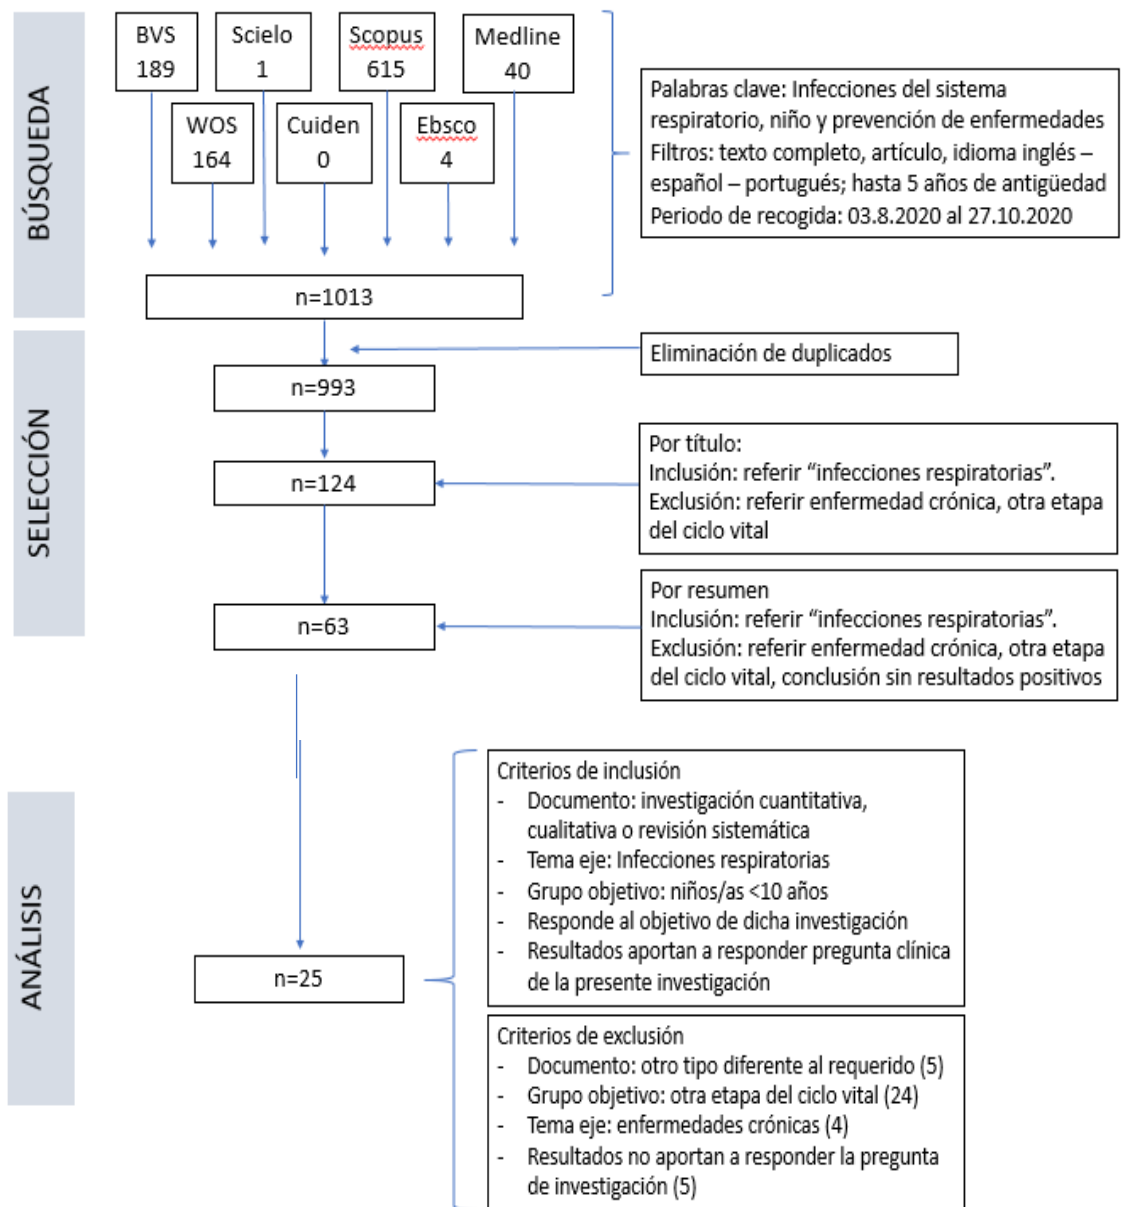 BÚSQUEDA
BVS
189
Scielo
1
Scopus
615
Medline
40
WOS
164
Cuiden
0
Ebsco
4
Palabras clave: Infecciones del sistema
respiratorio, niño y prevención de enfermedades
Filtros: texto completo, artículo, idioma inglés –
español – portugués; hasta 5 años de antigüedad
Periodo de recogida: 03.8.2020 al 27.10.2020
n=1013
SELECCIÓN
Eliminación de duplicados
n=993
Por título:
Inclusión: referir “infecciones respiratorias”.
Exclusión: referir enfermedad crónica, otra etapa
del ciclo vital
n=124
Por resumen
Inclusión: referir “infecciones respiratorias”.
Exclusión: referir enfermedad crónica, otra etapa
del ciclo vital, conclusión sin resultados positivos
n=63
ANÁLISIS
n=25
Criterios de inclusión
- Documento: investigación cuantitativa,
cualitativa o revisión sistemática
- Tema eje: Infecciones respiratorias
- Grupo objetivo: niños/as <10 años
- Responde al objetivo de dicha investigación
- Resultados aportan a responder pregunta clínica
de la presente investigación
Criterios de exclusión
- Documento: otro tipo diferente al requerido (5)
- Grupo objetivo: otra etapa del ciclo vital (24)
- Tema eje: enfermedades crónicas (4)
- Resultados no aportan a responder la pregunta
de investigación (5)